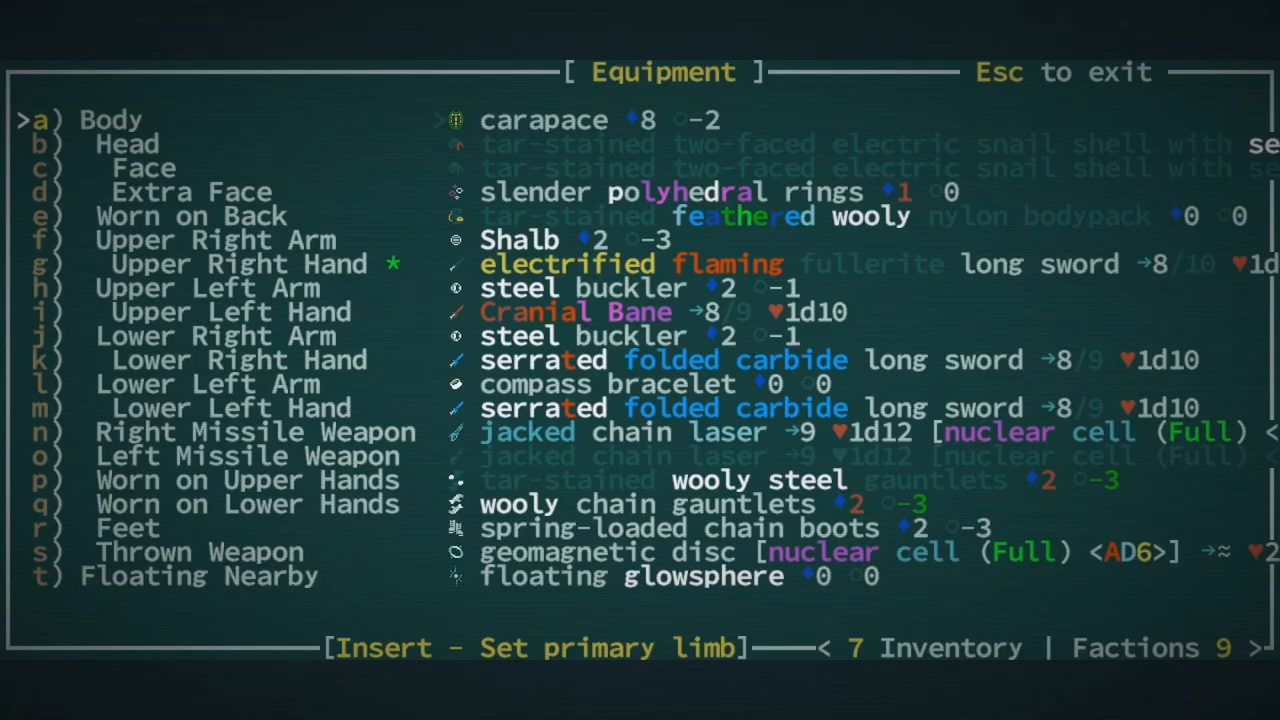 [ Equipment ] Esc to exit
>a) Body > carapace ♦8 ○-2
b) Head tar-stained two-faced electric snail shell with se
c) Face tar-stained two-faced electric snail shell with se
d) Extra Face slender polyhedral rings ♦1 ○0
e) Worn on Back tar-stained feathered wooly nylon bodypack ♦0 ○0
f) Upper Right Arm Shalb ♦2 ○-3
g) Upper Right Hand * electrified flaming fullerite long sword →8/10 ♥1d
h) Upper Left Arm steel buckler ♦2 ○-1
i) Upper Left Hand Cranial Bane →8/9 ♥1d10
j) Lower Right Arm steel buckler ♦2 ○-1
k) Lower Right Hand serrated folded carbide long sword →8/9 ♥1d10
l) Lower Left Arm compass bracelet ♦0 ○0
m) Lower Left Hand serrated folded carbide long sword →8/9 ♥1d10
n) Right Missile Weapon jacked chain laser →9 ♥1d12 [nuclear cell (Full) <
o) Left Missile Weapon jacked chain laser →9 ♥1d12 [nuclear cell (Full) <
p) Worn on Upper Hands tar-stained wooly steel gauntlets ♦2 ○-3
q) Worn on Lower Hands wooly chain gauntlets ♦2 ○-3
r) Feet spring-loaded chain boots ♦2 ○-3
s) Thrown Weapon geomagnetic disc [nuclear cell (Full) <AD6>] →≈ ♥2
t) Floating Nearby floating glowsphere ♦0 ○0
[Insert - Set primary limb] < 7 Inventory | Factions 9 >